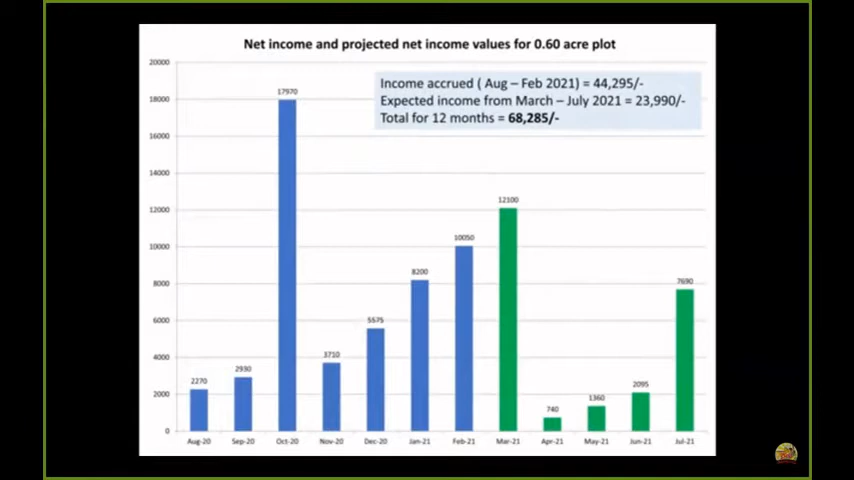 Net income and projected net income values for 0.60 acre plot
Income accrued ( Aug – Feb 2021) = 44,295/-
Expected income from March – July 2021 = 23,990/-
Total for 12 months = 68,285/-
20000
18000
16000
14000
12000
10000
8000
6000
4000
2000
0
2270
2930
17970
3710
5575
8200
10050
12100
740
1360
2095
7690
Aug-20
Sep-20
Oct-20
Nov-20
Dec-20
Jan-21
Feb-21
Mar-21
Apr-21
May-21
Jun-21
Jul-21